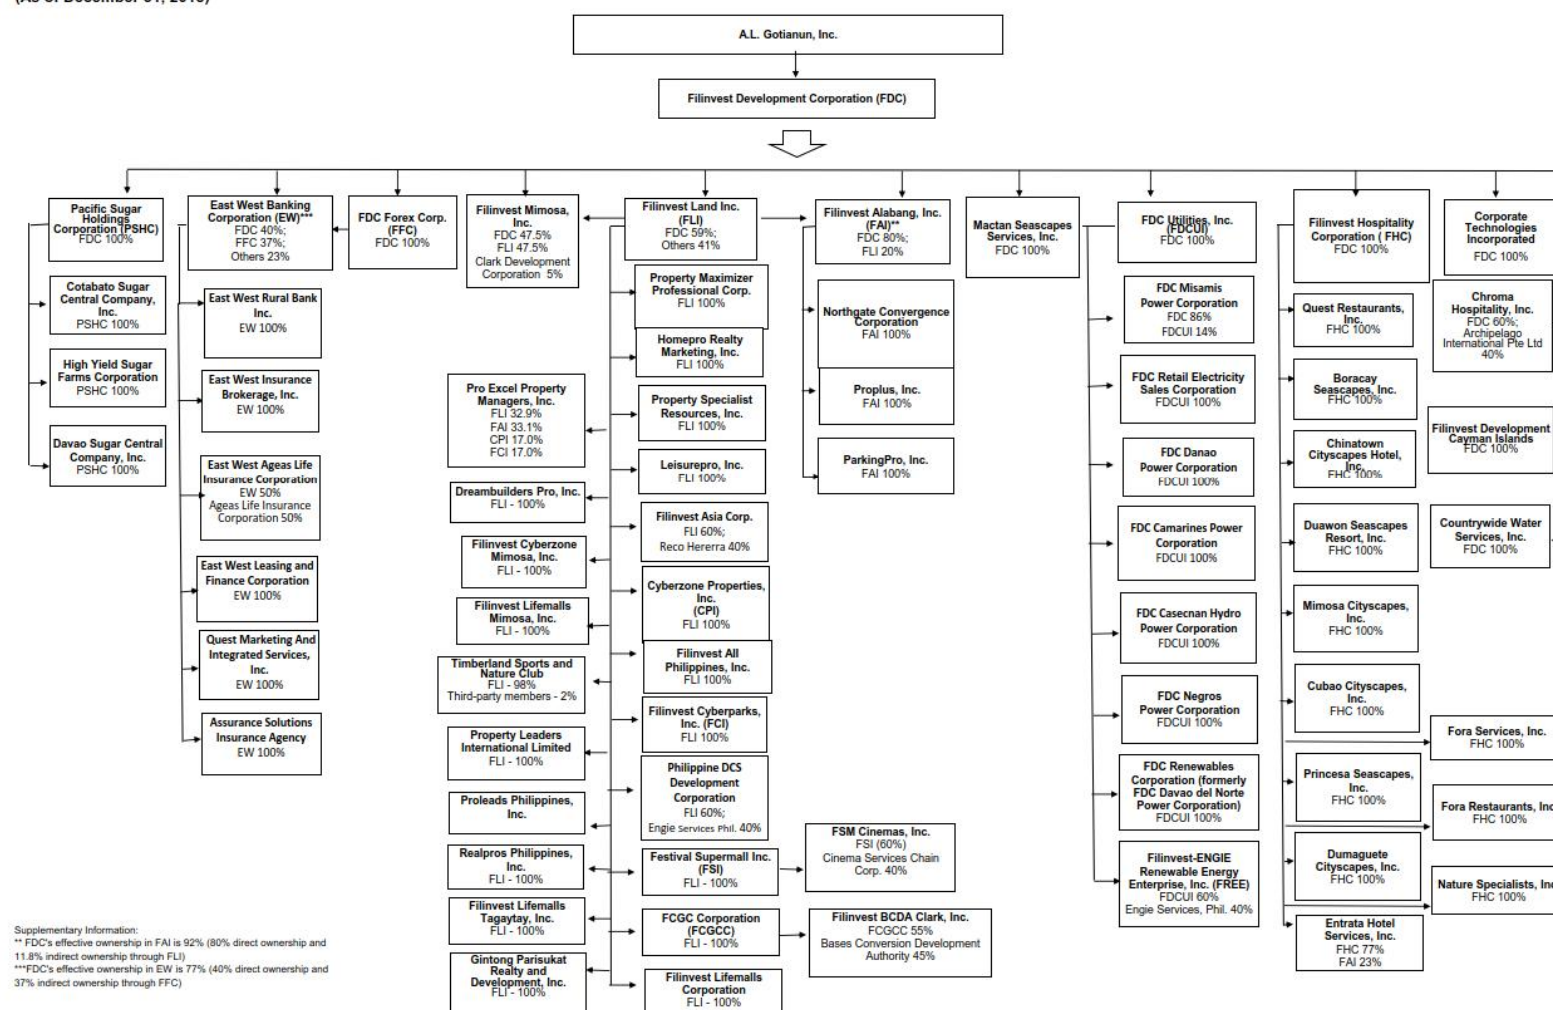 A.L. Gotianun, Inc.
Filinvest Development Corporation (FDC)
Pacific Sugar
Holdings
Corporation (PSHC)
FDC 100%
Cotabato Sugar
Central Company,
Inc.
PSHC 100%
High Yield Sugar
Farms Corporation
PSHC 100%
Davao Sugar Central
Company, Inc.
PSHC 100%
East West Banking
Corporation (EW)***
FDC 40%;
FFC 37%;
Others 23%
East West Rural Bank
Inc.
EW 100%
East West Insurance
Brokerage, Inc.
EW 100%
East West Ageas Life
Insurance Corporation
EW 50%
Ageas Life Insurance
Corporation 50%
East West Leasing and
Finance Corporation
EW 100%
Quest Marketing And
Integrated Services,
Inc.
EW 100%
Assurance Solutions
Insurance Agency
EW 100%
FDC Forex Corp.
(FFC)
FDC 100%
Filinvest Mimosa,
Inc.
FDC 47.5%
FLI 47.5%
Clark Development
Corporation 5%
Pro Excel Property
Managers, Inc.
FLI 32.9%
FAI 33.1%
CPI 17.0%
FCI 17.0%
Dreambuilders Pro, Inc.
FLI - 100%
Filinvest Cyberzone
Mimosa, Inc.
FLI - 100%
Filinvest Lifemalls
Mimosa, Inc.
FLI - 100%
Timberland Sports and
Nature Club
FLI - 98%
Third-party members - 2%
Property Leaders
International Limited
FLI - 100%
Proleads Philippines,
Inc.
Realpros Philippines,
Inc.
FLI - 100%
Filinvest Lifemalls
Tagaytay, Inc.
FLI - 100%
Gintong Parisukat
Realty and
Development, Inc.
FLI - 100%
Filinvest Land Inc.
(FLI)
FDC 59%;
Others 41%
Property Maximizer
Professional Corp.
FLI 100%
Homepro Realty
Marketing, Inc.
FLI 100%
Property Specialist
Resources, Inc.
FLI 100%
Leisurepro, Inc.
FLI 100%
Filinvest Asia Corp.
FLI 60%;
Reco Hererra 40%
Cyberzone Properties,
Inc.
(CPI)
FLI 100%
Filinvest All
Philippines, Inc.
FLI 100%
Filinvest Cyberparks,
Inc. (FCI)
FLI 100%
Philippine DCS
Development
Corporation
FLI 60%;
Engie Services Phil. 40%
Festival Supermall Inc.
(FSI)
FLI - 100%
FCGC Corporation
(FCGCC)
FLI - 100%
Filinvest Lifemalls
Corporation
FLI - 100%
FSM Cinemas, Inc.
FSI (60%)
Cinema Services Chain
Corp. 40%
Filinvest BCDA Clark, Inc.
FCGCC 55%
Bases Conversion Development
Authority 45%
Filinvest Alabang, Inc.
(FAI)**
FDC 80%;
FLI 20%
Northgate Convergence
Corporation
FAI 100%
Proplus, Inc.
FAI 100%
ParkingPro, Inc.
FAI 100%
Mactan Seascapes
Services, Inc.
FDC 100%
FDC Utilities, Inc.
(FDCUI)
FDC 100%
FDC Misamis
Power Corporation
FDC 86%
FDCUI 14%
FDC Retail Electricity
Sales Corporation
FDCUI 100%
FDC Danao
Power Corporation
FDCUI 100%
FDC Camarines Power
Corporation
FDCUI 100%
FDC Casecnan Hydro
Power Corporation
FDCUI 100%
FDC Negros
Power Corporation
FDCUI 100%
FDC Renewables
Corporation (formerly
FDC Davao del Norte
Power Corporation)
FDCUI 100%
Filinvest-ENGIE
Renewable Energy
Enterprise, Inc. (FREE)
FDCUI 60%
Engie Services, Phil. 40%
Filinvest Hospitality
Corporation ( FHC)
FDC 100%
Quest Restaurants,
Inc.
FHC 100%
Boracay
Seascapes, Inc.
FHC 100%
Chinatown
Cityscapes Hotel,
Inc.
FHC 100%
Duawon Seascapes
Resort, Inc.
FHC 100%
Mimosa Cityscapes,
Inc.
FHC 100%
Cubao Cityscapes,
Inc.
FHC 100%
Princesa Seascapes,
Inc.
FHC 100%
Dumaguete
Cityscapes, Inc.
FHC 100%
Entrata Hotel
Services, Inc.
FHC 77%
FAI 23%
Corporate
Technologies
Incorporated
FDC 100%
Chroma
Hospitality, Inc.
FDC 60%;
Archipelago
International Pte Ltd
40%
Filinvest Development
Cayman Islands
FDC 100%
Countrywide Water
Services, Inc.
FDC 100%
Fora Services, Inc.
FHC 100%
Fora Restaurants, Inc
FHC 100%
Nature Specialists, Inc
FHC 100%
Supplementary Information:
** FDC's effective ownership in FAI is 92% (80% direct ownership and
11.8% indirect ownership through FLI)
***FDC's effective ownership in EW is 77% (40% direct ownership and
37% indirect ownership through FFC)